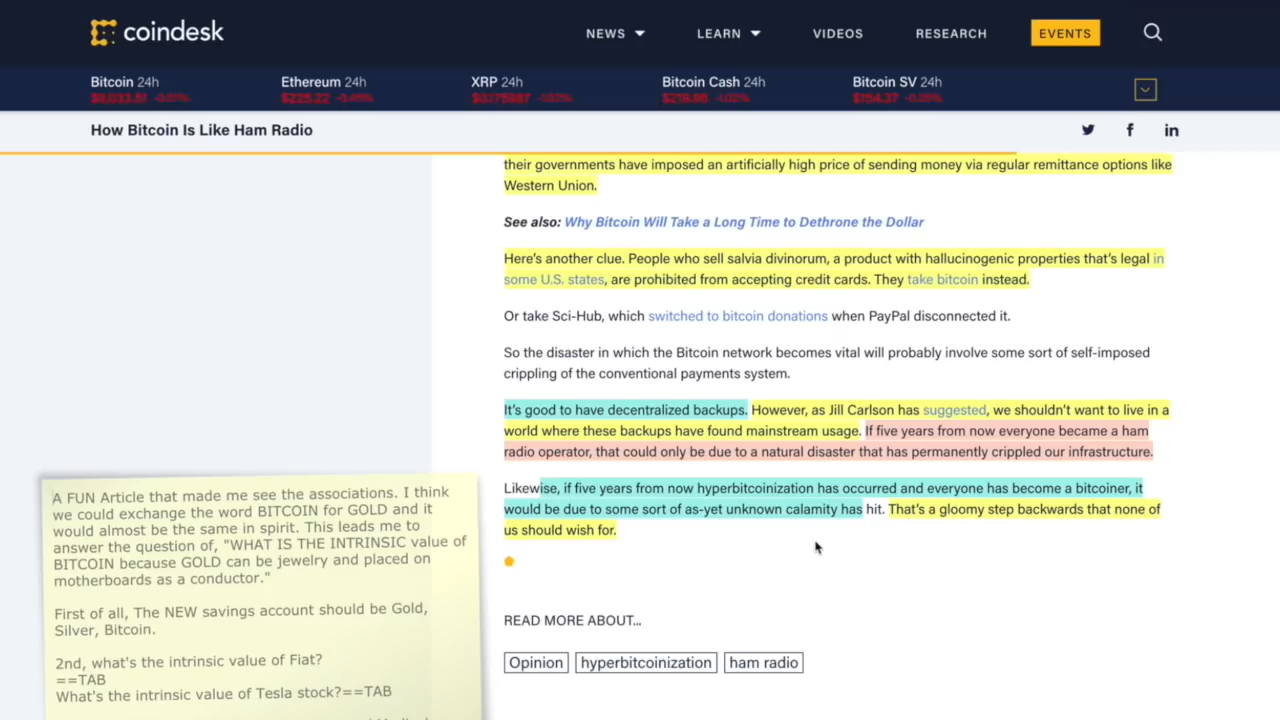 coindesk
NEWS LEARN VIDEOS RESEARCH EVENTS
Bitcoin 24h Ethereum 24h XRP 24h Bitcoin Cash 24h Bitcoin SV 24h
How Bitcoin Is Like Ham Radio
their governments have imposed an artificially high price of sending money via regular remittance options like
Western Union.
See also: Why Bitcoin Will Take a Long Time to Dethrone the Dollar
Here's another clue. People who sell salvia divinorum, a product with hallucinogenic properties that's legal in
some U.S. states, are prohibited from accepting credit cards. They take bitcoin instead.
Or take Sci-Hub, which switched to bitcoin donations when PayPal disconnected it.
So the disaster in which the Bitcoin network becomes vital will probably involve some sort of self-imposed
crippling of the conventional payments system.
It's good to have decentralized backups. However, as Jill Carlson has suggested, we shouldn't want to live in a
world where these backups have found mainstream usage. If five years from now everyone became a ham
radio operator, that could only be due to a natural disaster that has permanently crippled our infrastructure.
Likewise, if five years from now hyperbitcoinization has occurred and everyone has become a bitcoiner, it
would be due to some sort of as-yet unknown calamity has hit. That's a gloomy step backwards that none of
us should wish for.
READ MORE ABOUT...
Opinion hyperbitcoinization ham radio
A FUN Article that made me see the associations. I think
we could exchange the word BITCOIN for GOLD and it
would almost be the same in spirit. This leads me to
answer the question of, "WHAT IS THE INTRINSIC value of
BITCOIN because GOLD can be jewelry and placed on
motherboards as a conductor."
First of all, The NEW savings account should be Gold,
Silver, Bitcoin.
2nd, what's the intrinsic value of Fiat?
==TAB
What's the intrinsic value of Tesla stock?==TAB